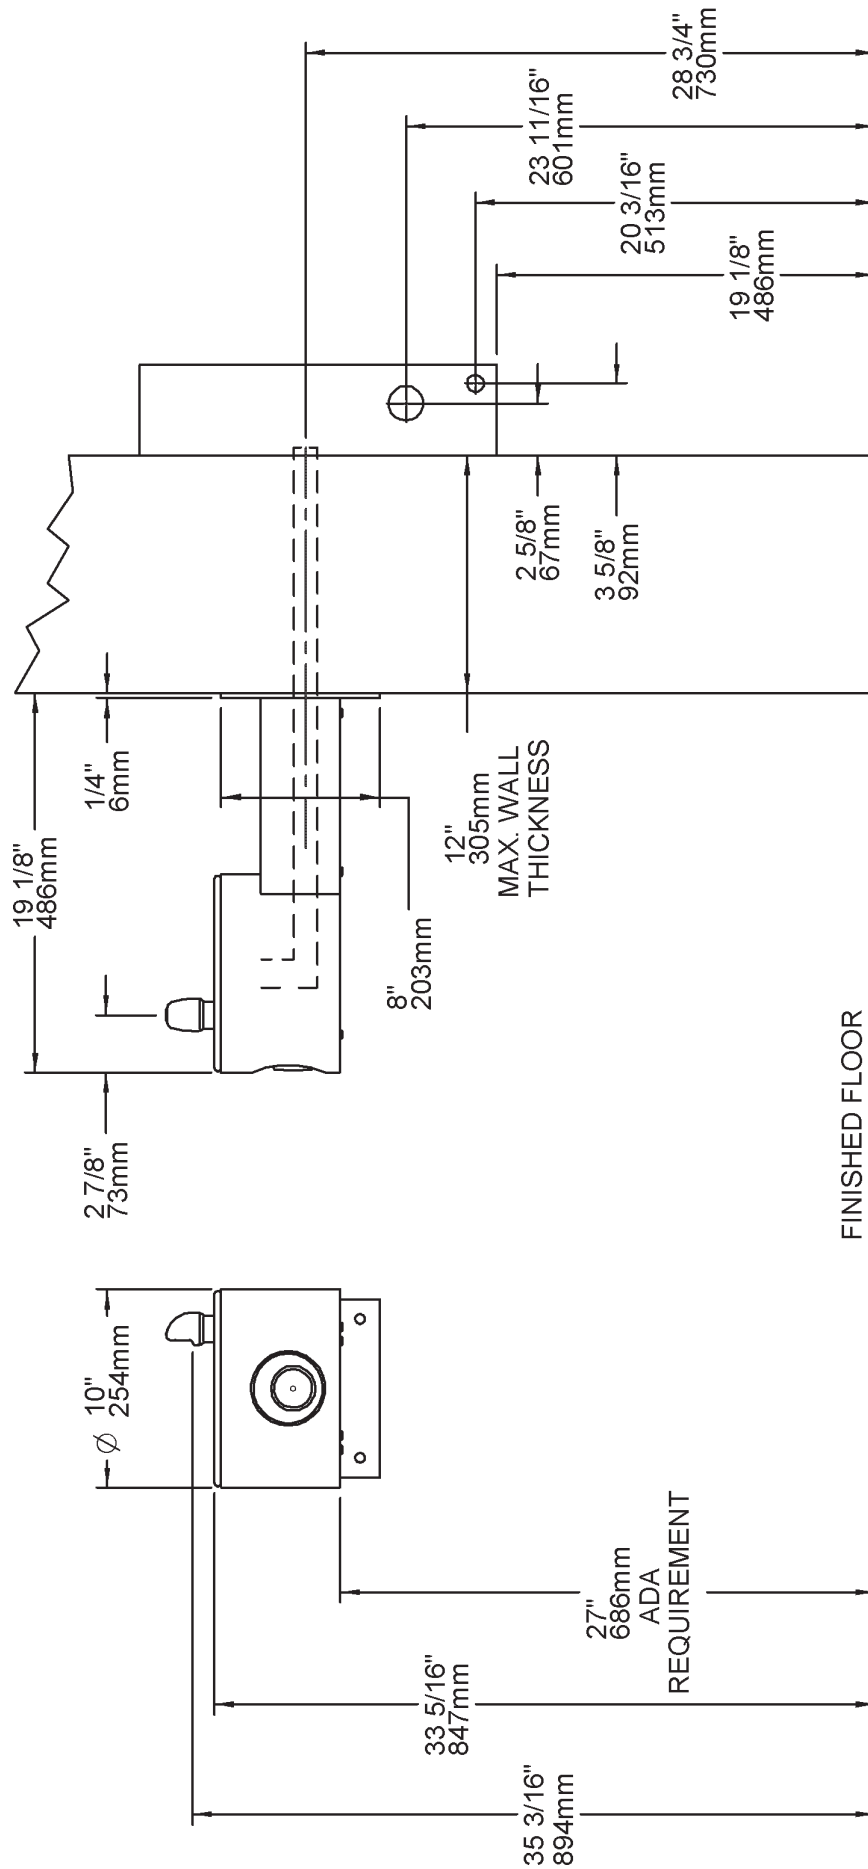 35 3/16"
894mm
33 5/16"
847mm
27"
686mm
ADA
REQUIREMENT
Ø 10"
254mm
2 7/8"
73mm
19 1/8"
486mm
1/4"
6mm
8"
203mm
12"
305mm
MAX. WALL
THICKNESS
2 5/8"
67mm
3 5/8"
92mm
19 1/8"
486mm
20 3/16"
513mm
23 11/16"
601mm
28 3/4"
730mm
FINISHED FLOOR